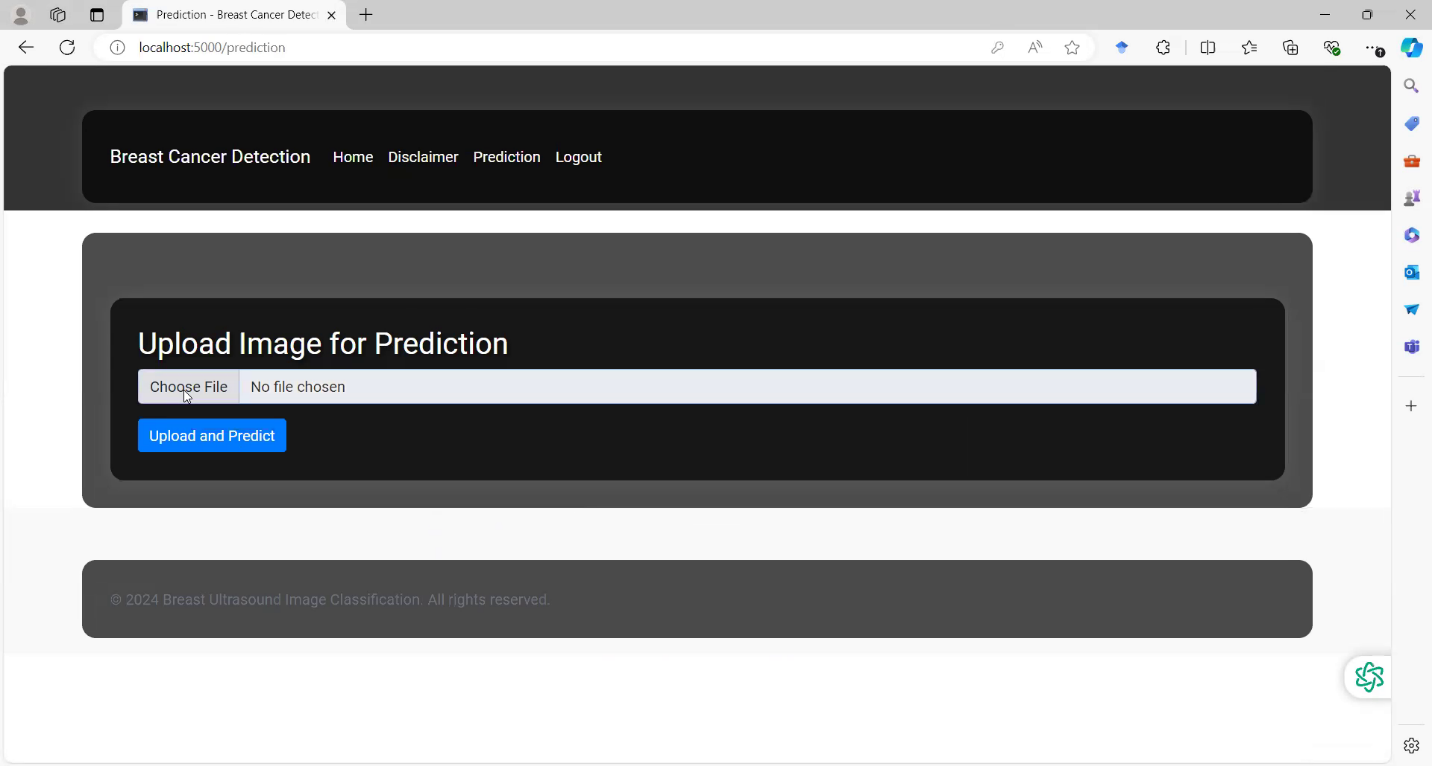 Prediction - Breast Cancer Detect
localhost:5000/prediction
Breast Cancer Detection Home Disclaimer Prediction Logout
Upload Image for Prediction
Choose File No file chosen
Upload and Predict
© 2024 Breast Ultrasound Image Classification. All rights reserved.